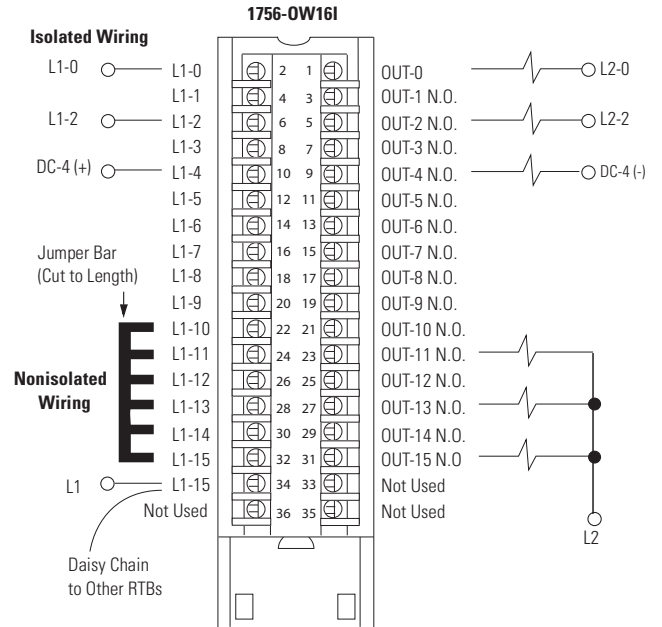 1756-OW16I
Isolated Wiring
L1-0 L1-0 2 1 OUT-0 L2-0
L1-1 4 3 OUT-1 N.O.
L1-2 L1-2 6 5 OUT-2 N.O. L2-2
L1-3 8 7 OUT-3 N.O.
DC-4 (+) L1-4 10 9 OUT-4 N.O. DC-4 (-)
L1-5 12 11 OUT-5 N.O.
L1-6 14 13 OUT-6 N.O.
L1-7 16 15 OUT-7 N.O.
Jumper Bar
(Cut to Length)
L1-8 18 17 OUT-8 N.O.
L1-9 20 19 OUT-9 N.O.
L1-10 22 21 OUT-10 N.O.
L1-11 24 23 OUT-11 N.O.
Nonisolated
Wiring
L1-12 26 25 OUT-12 N.O.
L1-13 28 27 OUT-13 N.O.
L1-14 30 29 OUT-14 N.O.
L1-15 32 31 OUT-15 N.O
L1 L1-15 34 33 Not Used
Not Used 36 35 Not Used
L2
Daisy Chain
to Other RTBs